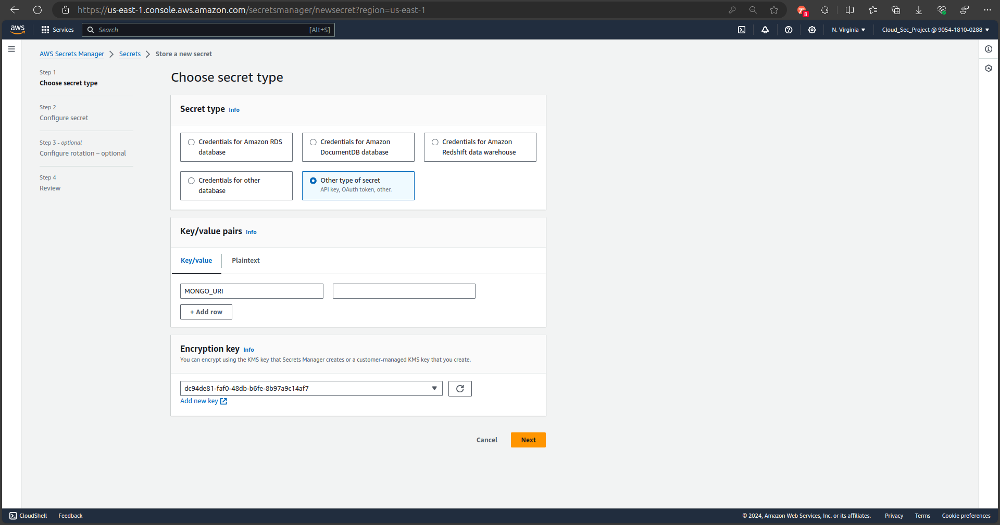 https://us-east-1.console.aws.amazon.com/secretsmanager/newsecret?region=us-east-1
8
aws
Services
Search
[Alt+S]
N. Virginia
Cloud_Sec_Project @ 9054-1810-0288
AWS Secrets Manager
Secrets
Store a new secret
Step 1
Choose secret type
Step 2
Configure secret
Step 3 - optional
Configure rotation – optional
Step 4
Review
Choose secret type
Secret type Info
Credentials for Amazon RDS
database
Credentials for Amazon
DocumentDB database
Credentials for Amazon
Redshift data warehouse
Credentials for other
database
Other type of secret
API key, OAuth token, other.
Key/value pairs Info
Key/value
Plaintext
MONGO_URI
+ Add row
Encryption key Info
You can encrypt using the KMS key that Secrets Manager creates or a customer-managed KMS key that you create.
dc94de81-faf0-48db-b6fe-8b97a9c14af7
Add new key
Cancel
Next
CloudShell
Feedback
© 2024, Amazon Web Services, Inc. or its affiliates.
Privacy
Terms
Cookie preferences